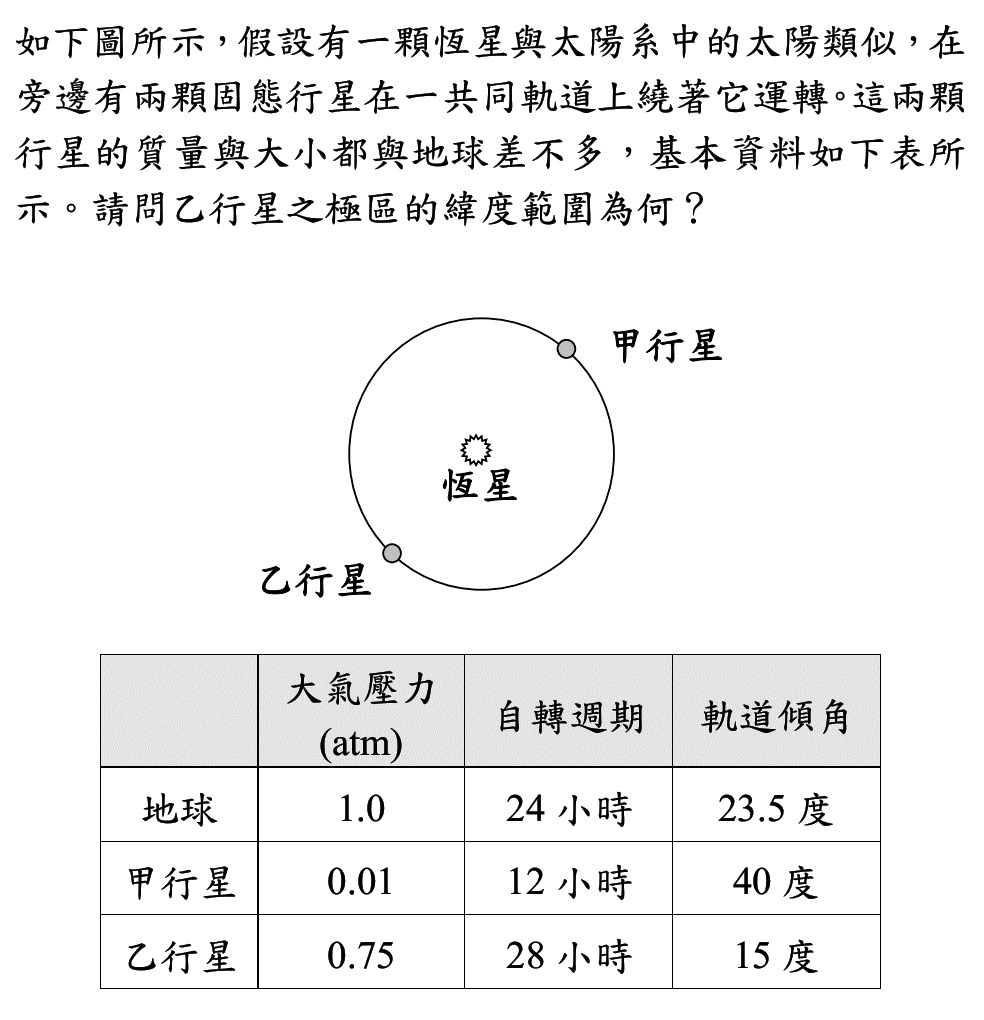 如下圖所示，假設有一顆恆星與太陽系中的太陽類似，在
旁邊有兩顆固態行星在一共同軌道上繞著它運轉。這兩顆
行星的質量與大小都與地球差不多，基本資料如下表所
示。請問乙行星之極區的緯度範圍為何？
甲行星
恆星
乙行星
大氣壓力
(atm)
自轉週期
軌道傾角
地球 1.0 24 小時 23.5 度
甲行星 0.01 12 小時 40 度
乙行星 0.75 28 小時 15 度